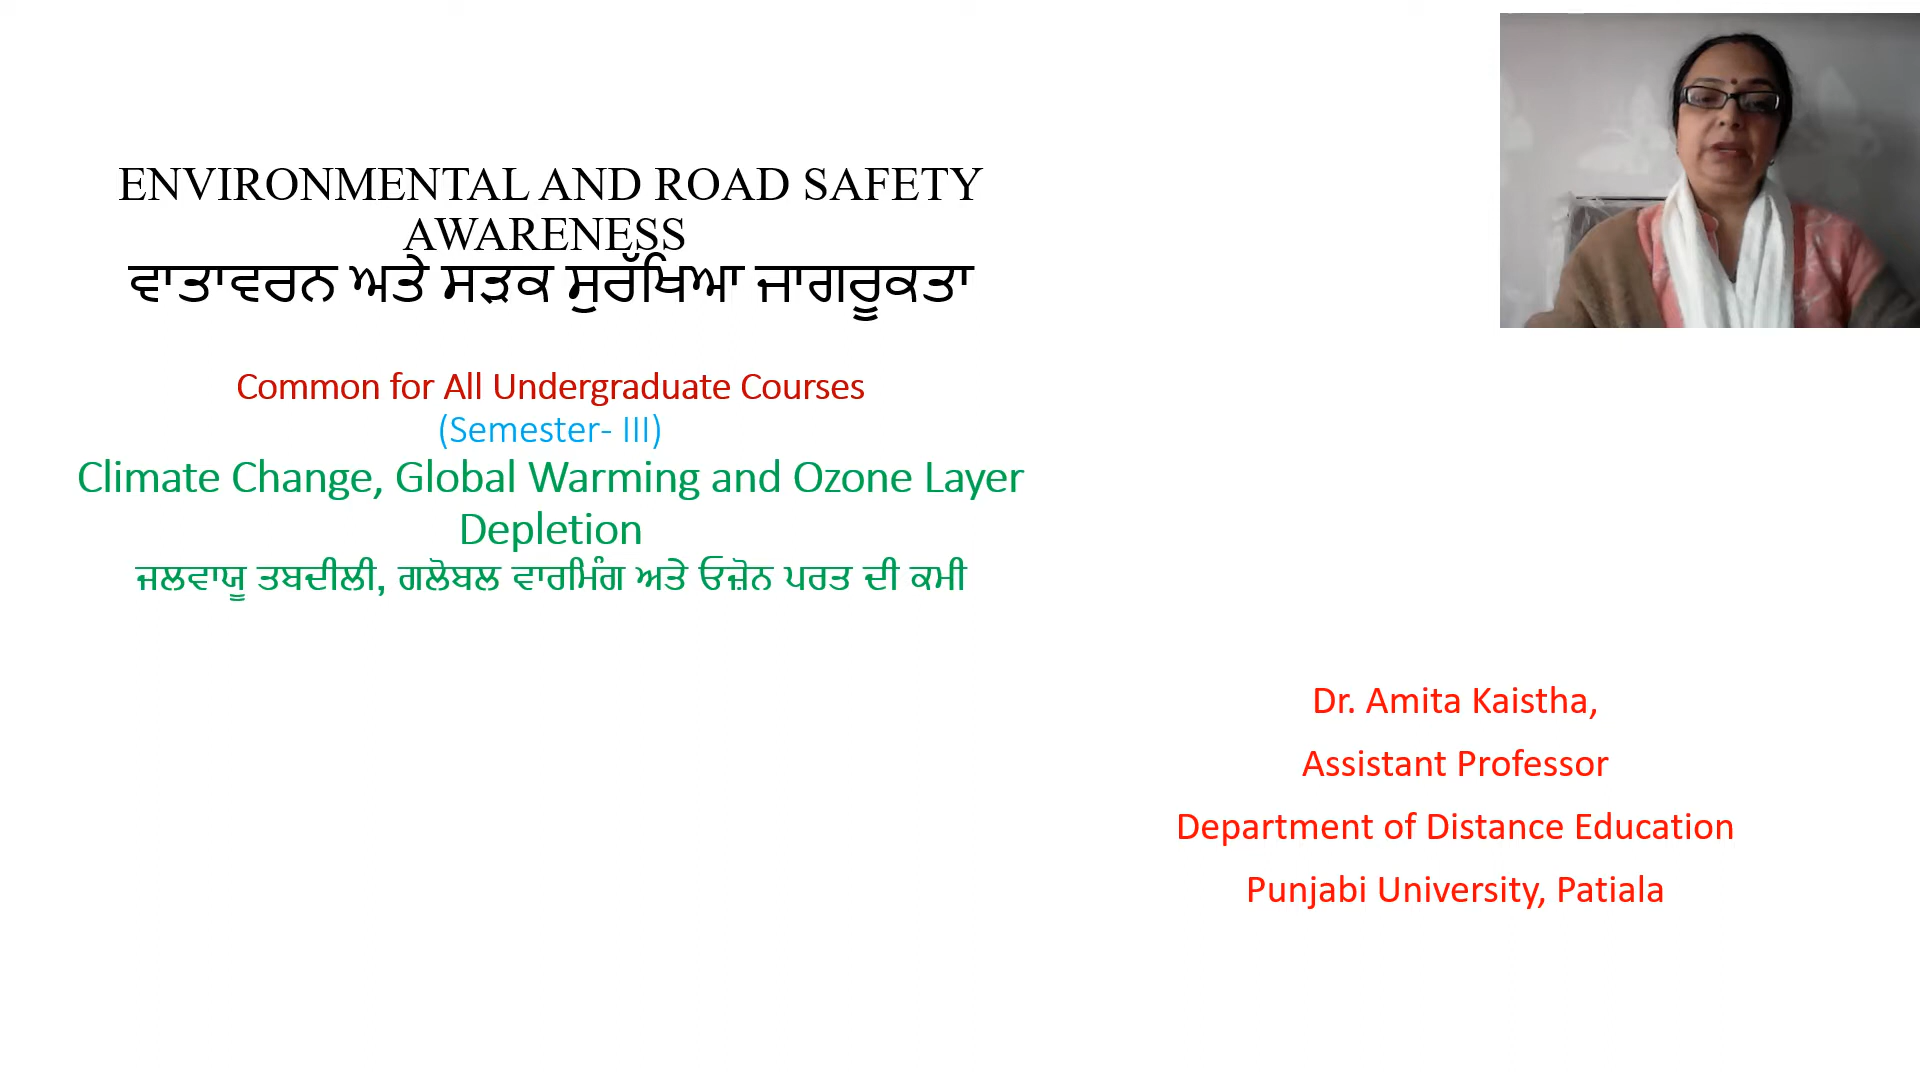 ENVIRONMENTAL AND ROAD SAFETY
AWARENESS
ਵਾਤਾਵਰਨ ਅਤੇ ਸੜਕ ਸੁਰੱਖਿਆ ਜਾਗਰੂਕਤਾ
Common for All Undergraduate Courses
(Semester- III)
Climate Change, Global Warming and Ozone Layer
Depletion
ਜਲਵਾਯੂ ਤਬਦੀਲੀ, ਗਲੋਬਲ ਵਾਰਮਿੰਗ ਅਤੇ ਓਜ਼ੋਨ ਪਰਤ ਦੀ ਕਮੀ
Dr. Amita Kaistha,
Assistant Professor
Department of Distance Education
Punjabi University, Patiala